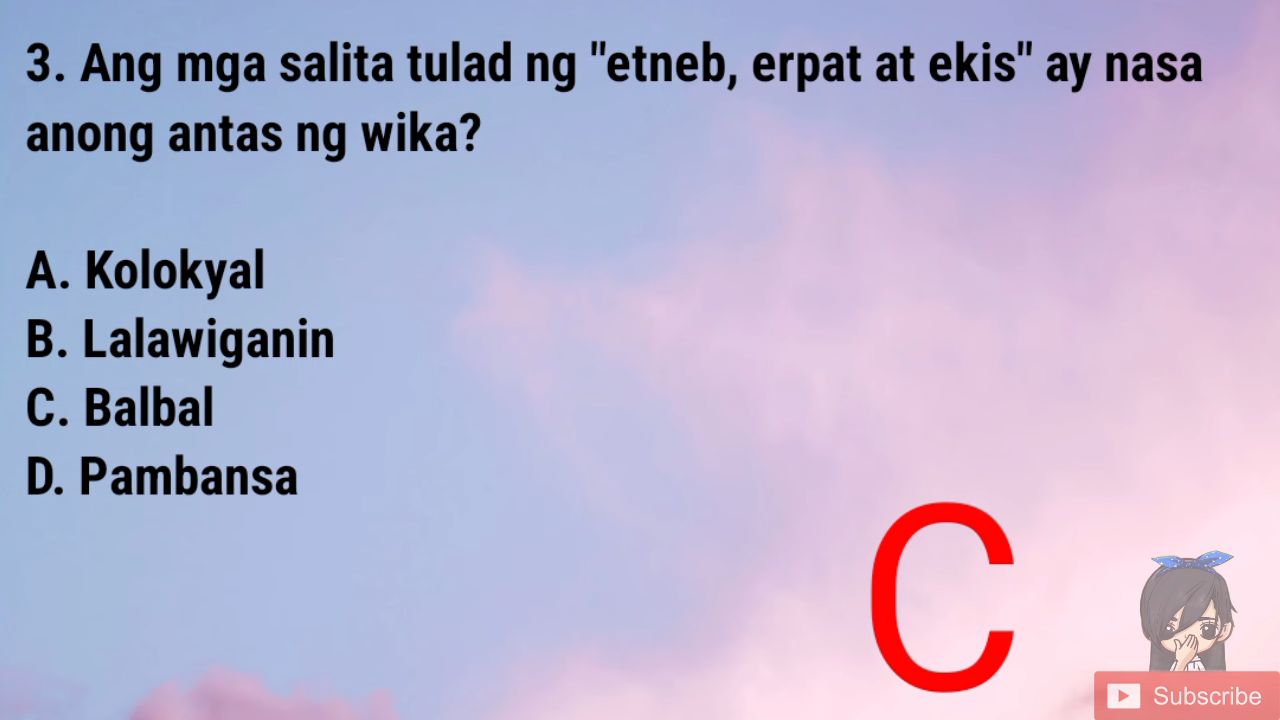 3. Ang mga salita tulad ng "etneb, erpat at ekis" ay nasa
anong antas ng wika?
A. Kolokyal
B. Lalawiganin
C. Balbal
D. Pambansa
C
Subscribe